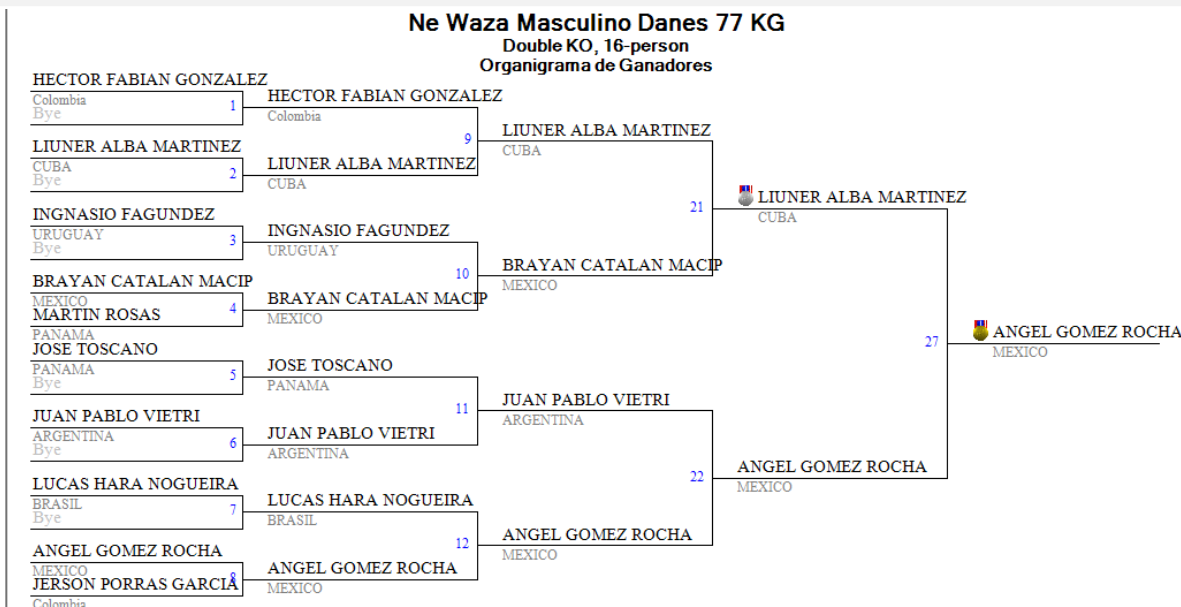 Ne Waza Masculino Danes 77 KG
Double KO, 16-person
Organigrama de Ganadores
HECTOR FABIAN GONZALEZ
Colombia
Bye
1
LIUNER ALBA MARTINEZ
CUBA
Bye
2
INGNASIO FAGUNDEZ
URUGUAY
Bye
3
BRAYAN CATALAN MACIP
MEXICO
4
MARTIN ROSAS
PANAMA
JOSE TOSCANO
PANAMA
Bye
5
JUAN PABLO VIETRI
ARGENTINA
Bye
6
LUCAS HARA NOGUEIRA
BRASIL
Bye
7
ANGEL GOMEZ ROCHA
MEXICO
8
JERSON PORRAS GARCIA
Colombia
HECTOR FABIAN GONZALEZ
Colombia
9
LIUNER ALBA MARTINEZ
CUBA
INGNASIO FAGUNDEZ
URUGUAY
10
BRAYAN CATALAN MACIP
MEXICO
JOSE TOSCANO
PANAMA
11
JUAN PABLO VIETRI
ARGENTINA
LUCAS HARA NOGUEIRA
BRASIL
12
ANGEL GOMEZ ROCHA
MEXICO
LIUNER ALBA MARTINEZ
CUBA
21
BRAYAN CATALAN MACIP
MEXICO
JUAN PABLO VIETRI
ARGENTINA
22
ANGEL GOMEZ ROCHA
MEXICO
LIUNER ALBA MARTINEZ
CUBA
27
ANGEL GOMEZ ROCHA
MEXICO
ANGEL GOMEZ ROCHA
MEXICO